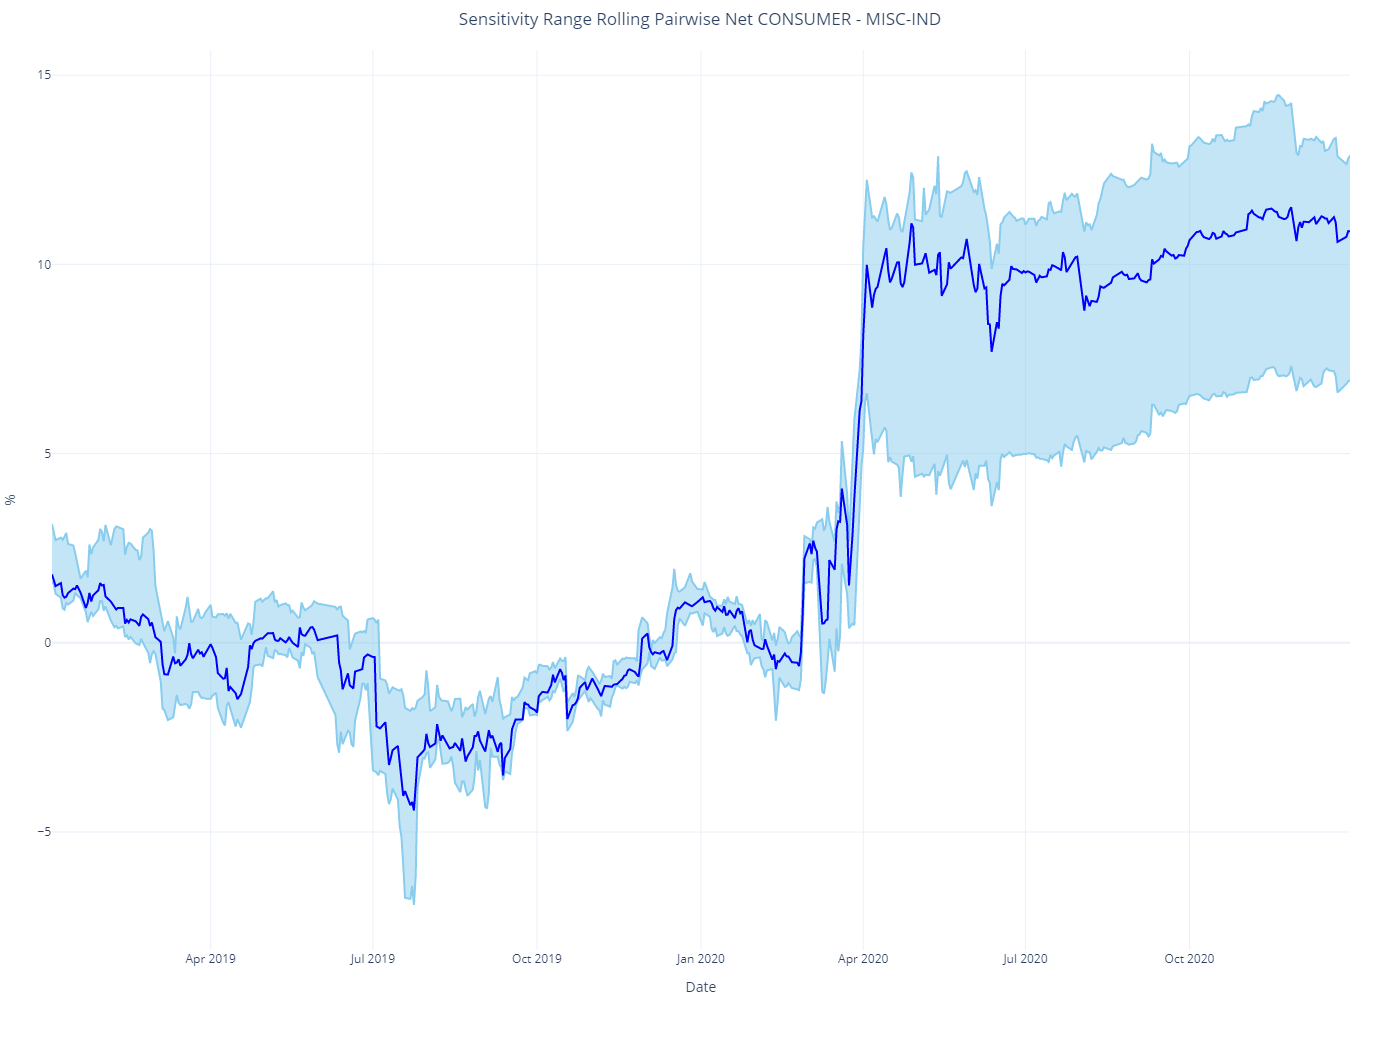 Sensitivity Range Rolling Pairwise Net CONSUMER - MISC-IND
15
10
5
0
−5
%
Apr 2019
Jul 2019
Oct 2019
Jan 2020
Apr 2020
Jul 2020
Oct 2020
Date